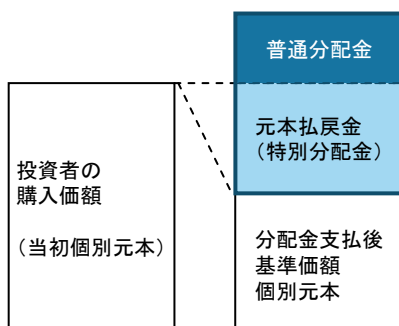 普通分配金
元本払戻金
（特別分配金）
投資者の
購入価額
（当初個別元本）
分配金支払後
基準価額
個別元本